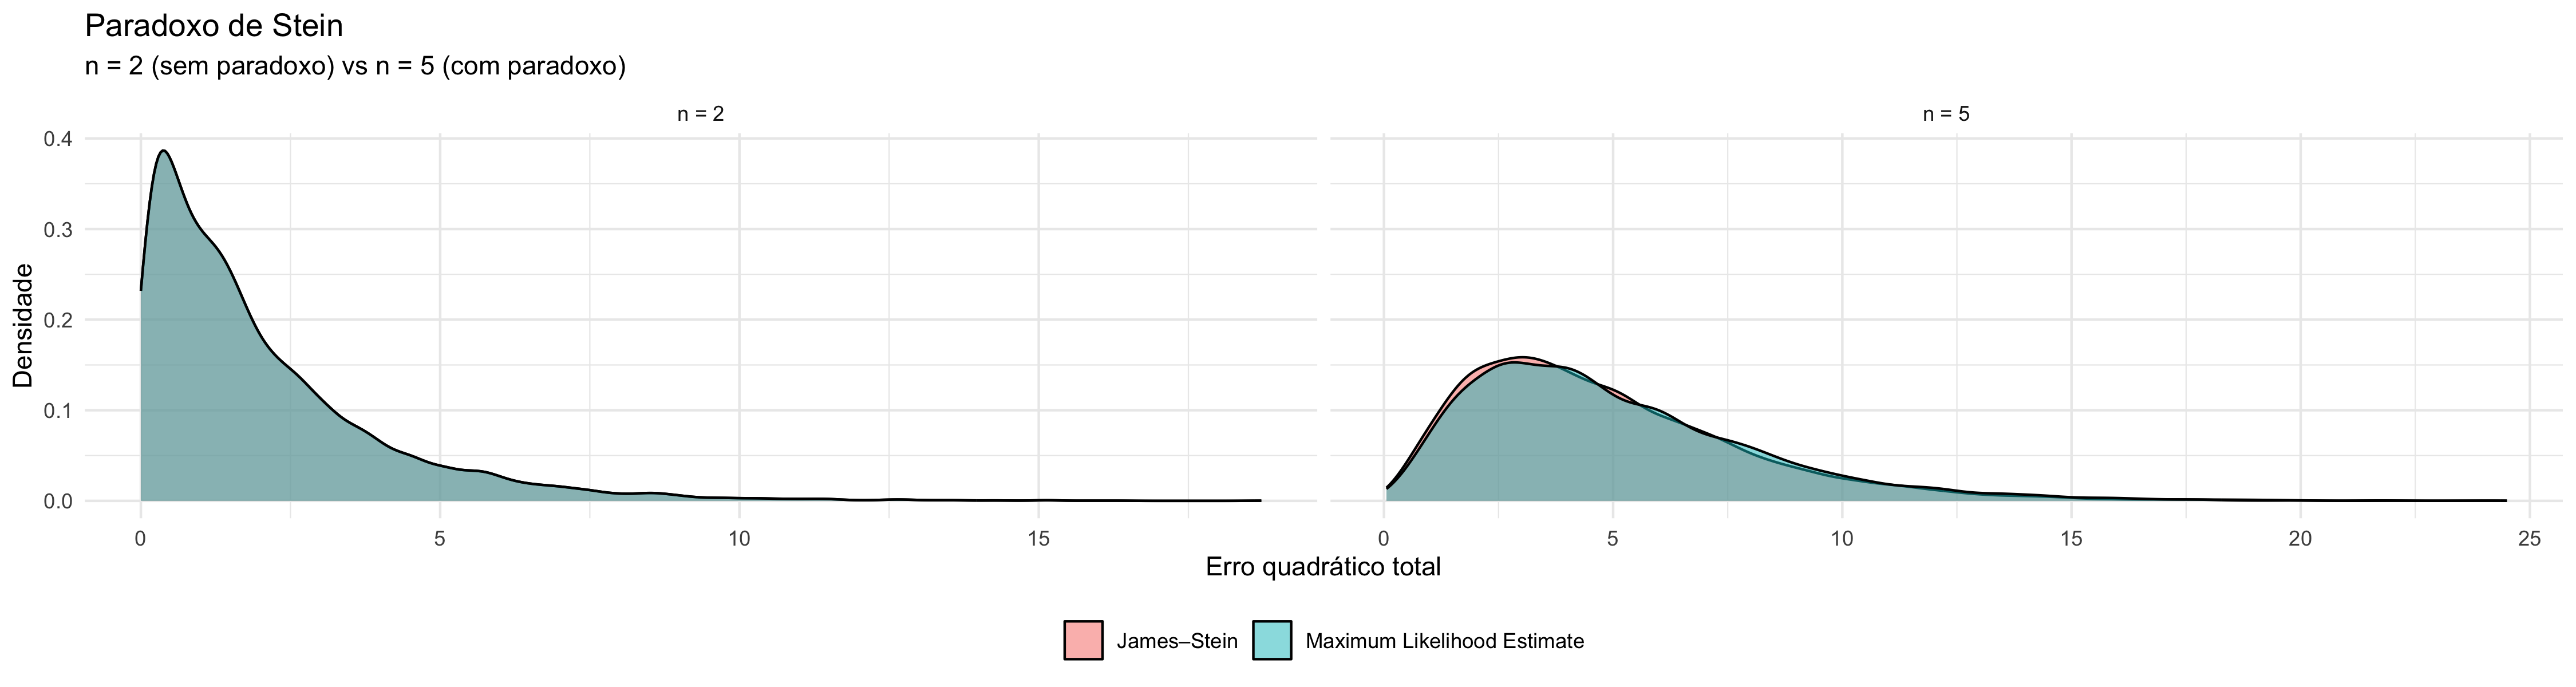 Paradoxo de Stein
n = 2 (sem paradoxo) vs n = 5 (com paradoxo)
n = 2
n = 5
Densidade
0.4
0.3
0.2
0.1
0.0
0 5 10 15
0 5 10 15 20 25
Erro quadrático total
James–Stein Maximum Likelihood Estimate